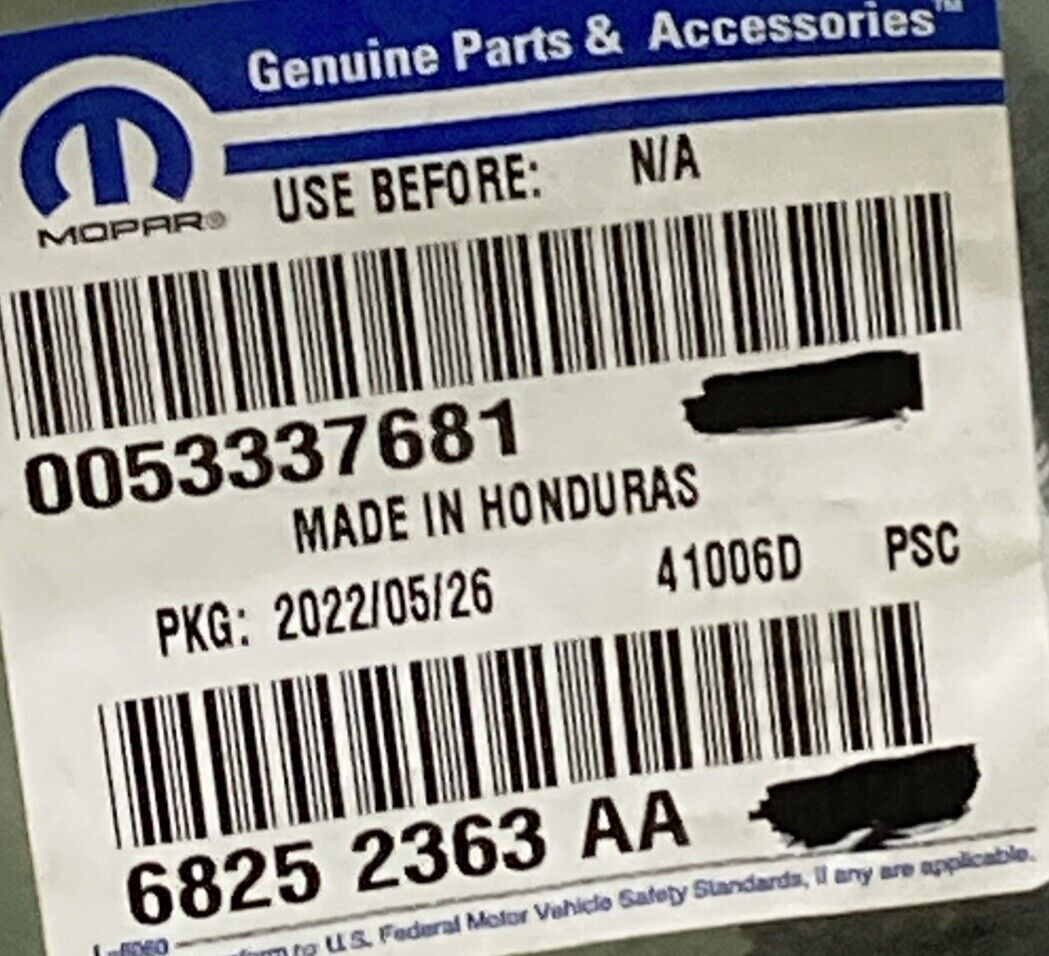 Genuine Parts & Accessories™
MOPAR®
USE BEFORE: N/A
0053337681
MADE IN HONDURAS
PKG: 2022/05/26 41006D PSC
6825 2363 AA
to U.S. Federal Motor Vehicle Safety Standards, if any are applicable.